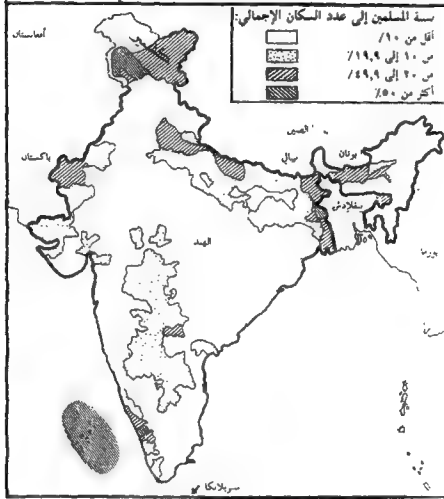 نسبة المسلمين إلى عدد السكان الإجمالي:
أقل من ١٠٪
من ١٠ إلى ١٩,٩٪
من ٢٠ إلى ٤٩,٩٪
أكثر من ٥٠٪
أفغانستان
الصين
باكستان
نيبال
بوتان
بنغلادش
الهند
سريلانكا